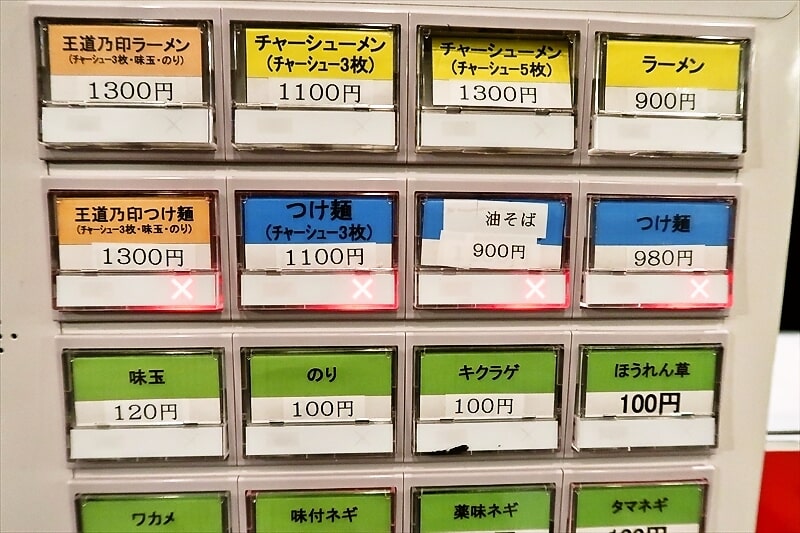 王道乃印ラーメン
(チャーシュー3枚・味玉・のり)
1300円
チャーシューメン
(チャーシュー3枚)
1100円
チャーシューメン
(チャーシュー5枚)
1300円
ラーメン
900円
王道乃印つけ麺
(チャーシュー3枚・味玉・のり)
1300円
×
つけ麺
(チャーシュー3枚)
1100円
×
油そば
900円
×
つけ麺
980円
×
味玉
120円
のり
100円
キクラゲ
100円
ほうれん草
100円
ワカメ
味付ネギ
薬味ネギ
タマネギ